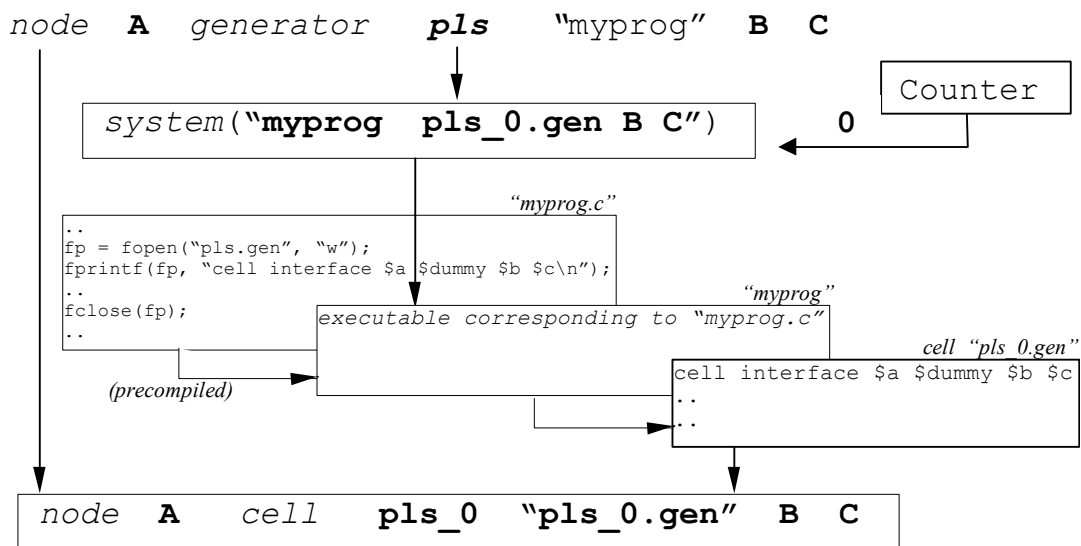 node A generator pls “myprog” B C
Counter
system(“myprog pls_0.gen B C”)
0
“myprog.c”
..
fp = fopen(“pls.gen”, “w”);
fprintf(fp, “cell interface $a $dummy $b $c\n”);
..
fclose(fp);
..
“myprog”
executable corresponding to “myprog.c”
(precompiled)
cell “pls_0.gen”
cell interface $a $dummy $b $c
..
..
node A cell pls_0 “pls_0.gen” B C